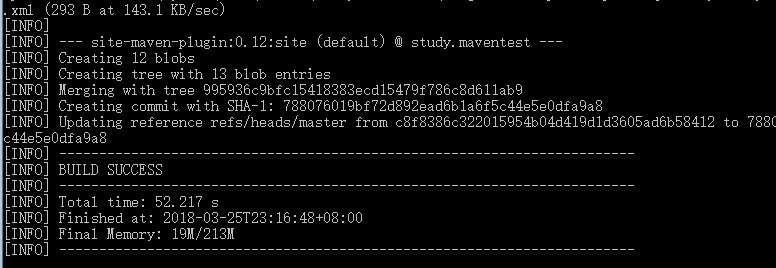 .xml (293 B at 143.1 KB/sec)
[INFO]
[INFO] --- site-maven-plugin:0.12:site (default) @ study.maventest ---
[INFO] Creating 12 blobs
[INFO] Creating tree with 13 blob entries
[INFO] Merging with tree 995936c9bfc15418383ecd15479f786c8d611ab9
[INFO] Creating commit with SHA-1: 788076019bf72d892ead6b1a6f5c44e5e0dfa9a8
[INFO] Updating reference refs/heads/master from c8f8386c322015954b04d419d1d3605ad6b58412 to 7880
c44e5e0dfa9a8
[INFO] ------------------------------------------------------------------------
[INFO] BUILD SUCCESS
[INFO] ------------------------------------------------------------------------
[INFO] Total time: 52.217 s
[INFO] Finished at: 2018-03-25T23:16:48+08:00
[INFO] Final Memory: 19M/213M
[INFO] ------------------------------------------------------------------------